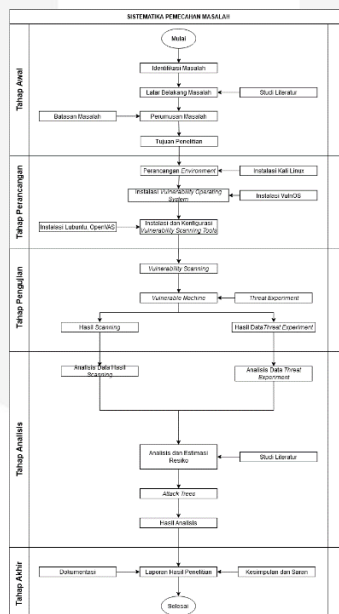 SISTEMATIKA PEMECAHAN MASALAH
Tahap Awal
Mulai
Identifikasi Masalah
Latar Belakang Masalah
Studi Literatur
Batasan Masalah
Perumusan Masalah
Tujuan Penelitian
Tahap Perancangan
Perancangan Environment
Instalasi Kali Linux
Instalasi Vulnerability Operating
System
Instalasi VulnOS
Instalasi Lubuntu, OpenVAS
Instalasi dan Konfigurasi
Vulnerability Scanning Tools
Tahap Pengujian
Vulnerability Scanning
Vulnerable Machine
Threat Experiment
Hasil Scanning
Hasil Data Threat Experiment
Tahap Analisis
Analisis Data Hasil
Scanning
Analisis Data Threat
Experiment
Analisis dan Estimasi
Resiko
Studi Literatur
Attack Trees
Hasil Analisis
Tahap Akhir
Dokumentasi
Laporan Hasil Penelitian
Kesimpulan dan Saran
Selesai